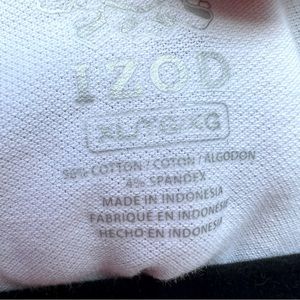 IZOD
XL/TG/XG
96% COTTON / COTON / ALGODON
4% SPANDEX
MADE IN INDONESIA
FABRIQUÉ EN INDONÉSIE
HECHO EN INDONESIA